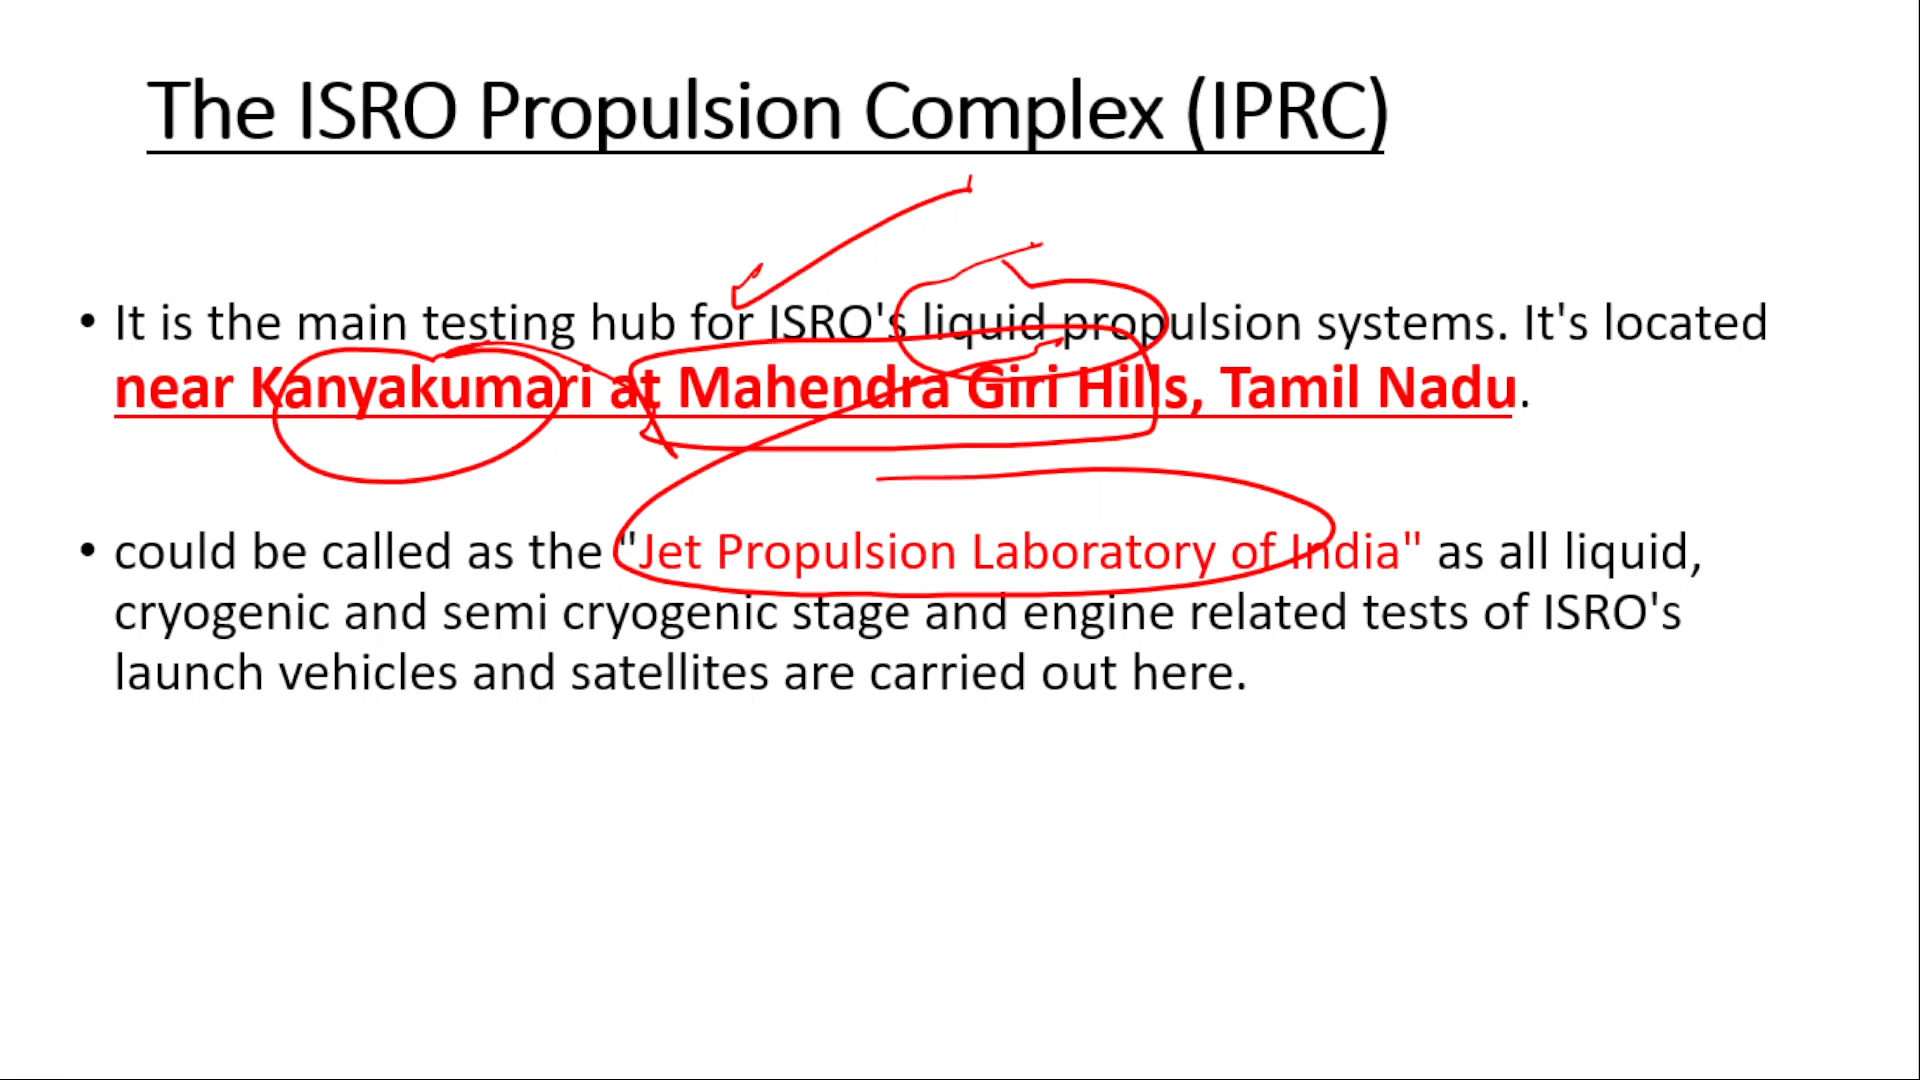 The ISRO Propulsion Complex (IPRC)
• It is the main testing hub for ISRO's liquid propulsion systems. It's located
near Kanyakumari at Mahendra Giri Hills, Tamil Nadu.
• could be called as the "Jet Propulsion Laboratory of India" as all liquid,
cryogenic and semi cryogenic stage and engine related tests of ISRO's
launch vehicles and satellites are carried out here.